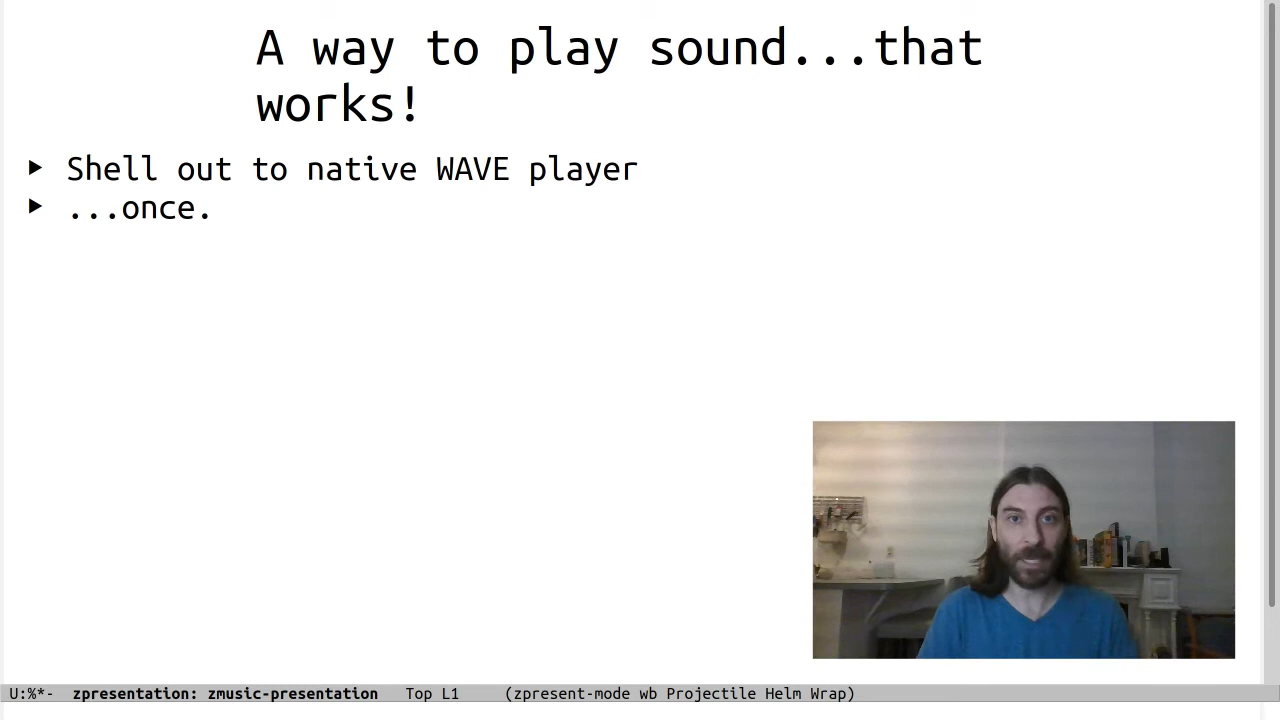 A way to play sound...that
works!
Shell out to native WAVE player
...once.
U:%*- zpresentation: zmusic-presentation Top L1 (zpresent-mode wb Projectile Helm Wrap)